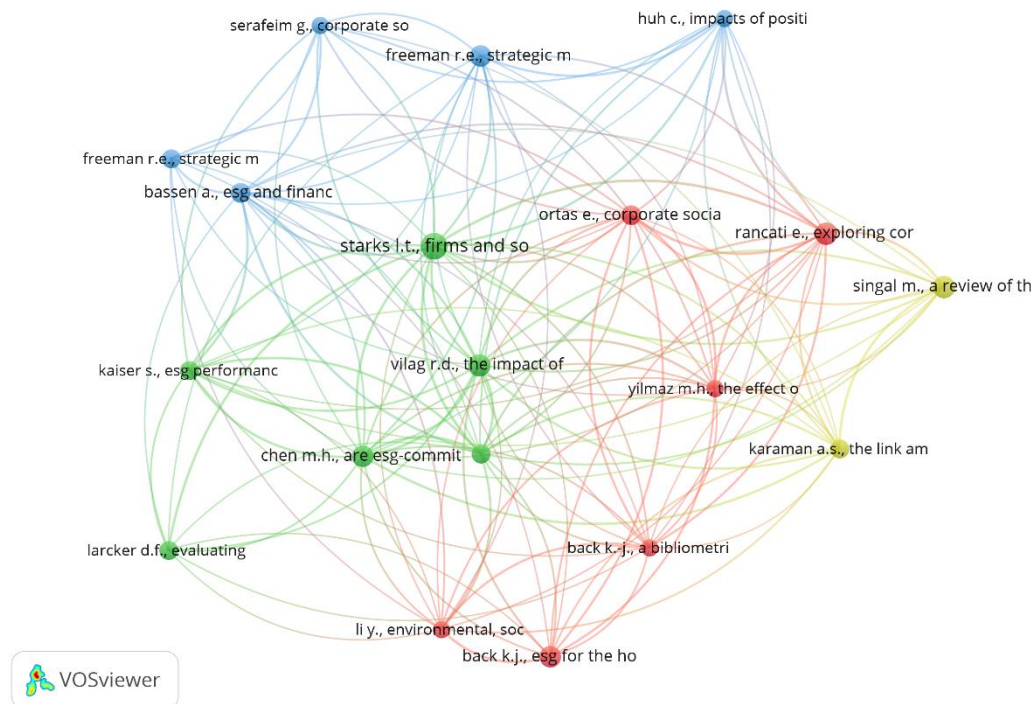 huh c., impacts of positi
serafeim g., corporate so
freeman r.e., strategic m
freeman r.e., strategic m
bassen a., esg and financ
ortas e., corporate socia
rancati e., exploring cor
starks l.t., firms and so
singal m., a review of th
vilag r.d., the impact of
kaiser s., esg performanc
yilmaz m.h., the effect o
karaman a.s., the link am
chen m.h., are esg-commit
larcker d.f., evaluating
back k.-j., a bibliometri
li y., environmental, soc
back k.j., esg for the ho
VOSviewer